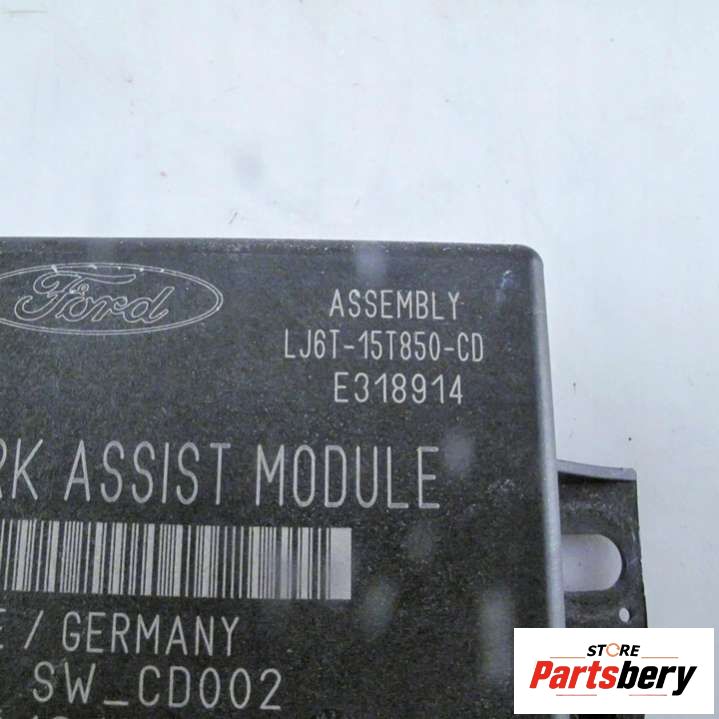 Ford
ASSEMBLY
LJ6T-15T850-CD
E318914
RK ASSIST MODULE
E / GERMANY
SW_CD002
STORE
Partsbery